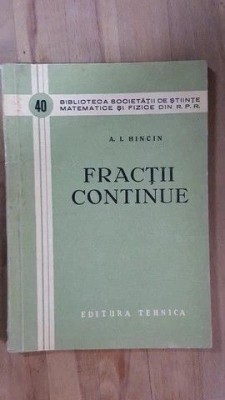 40
BIBLIOTECA SOCIETĂȚII DE ȘTIINȚE
MATEMATICE ȘI FIZICE DIN R.P.R.
A. I. HINCIN
FRACȚII
CONTINUE
EDITURA TEHNICA